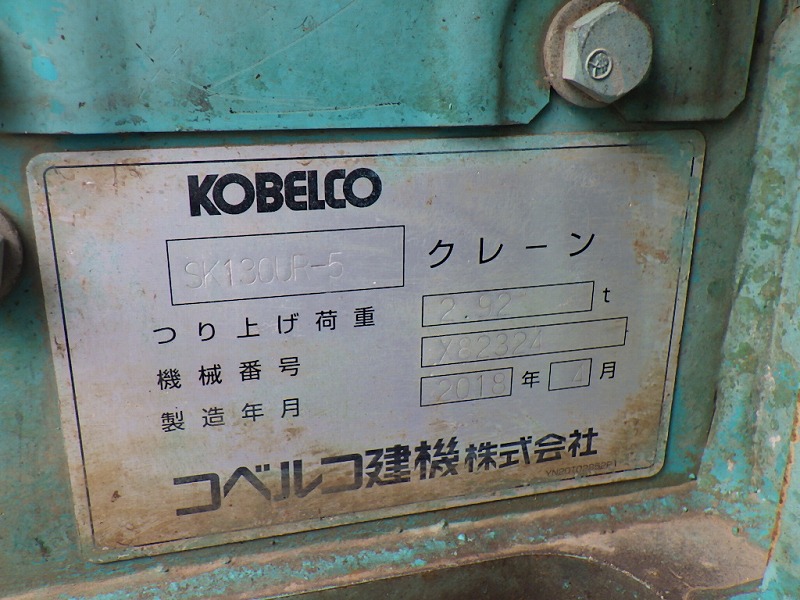 KOBELCO
SK130UR-5 クレーン
つり上げ荷重 2.92 t
機械番号 X82324
製造年月 2018 年 4 月
コベルコ建機株式会社